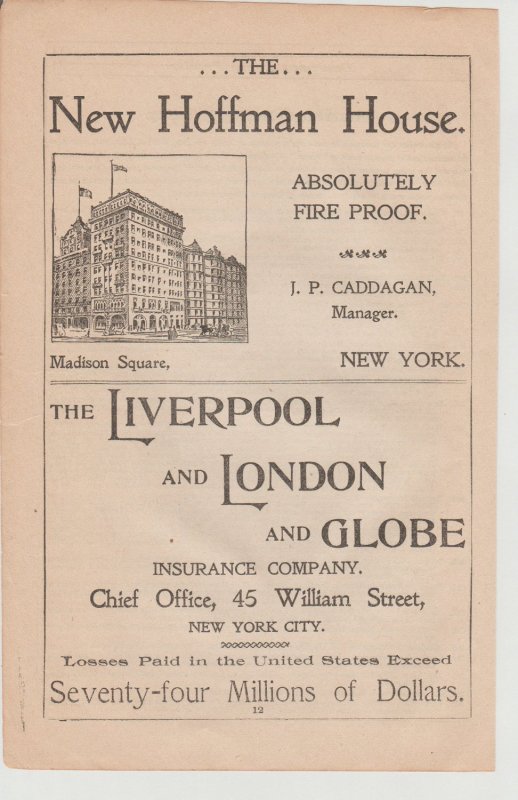 ...THE...
New Hoffman House.
ABSOLUTELY
FIRE PROOF.
J. P. CADDAGAN,
Manager.
Madison Square,
NEW YORK.
THE LIVERPOOL
AND LONDON
AND GLOBE
INSURANCE COMPANY.
Chief Office, 45 William Street,
NEW YORK CITY.
Losses Paid in the United States Exceed
Seventy-four Millions of Dollars.
12